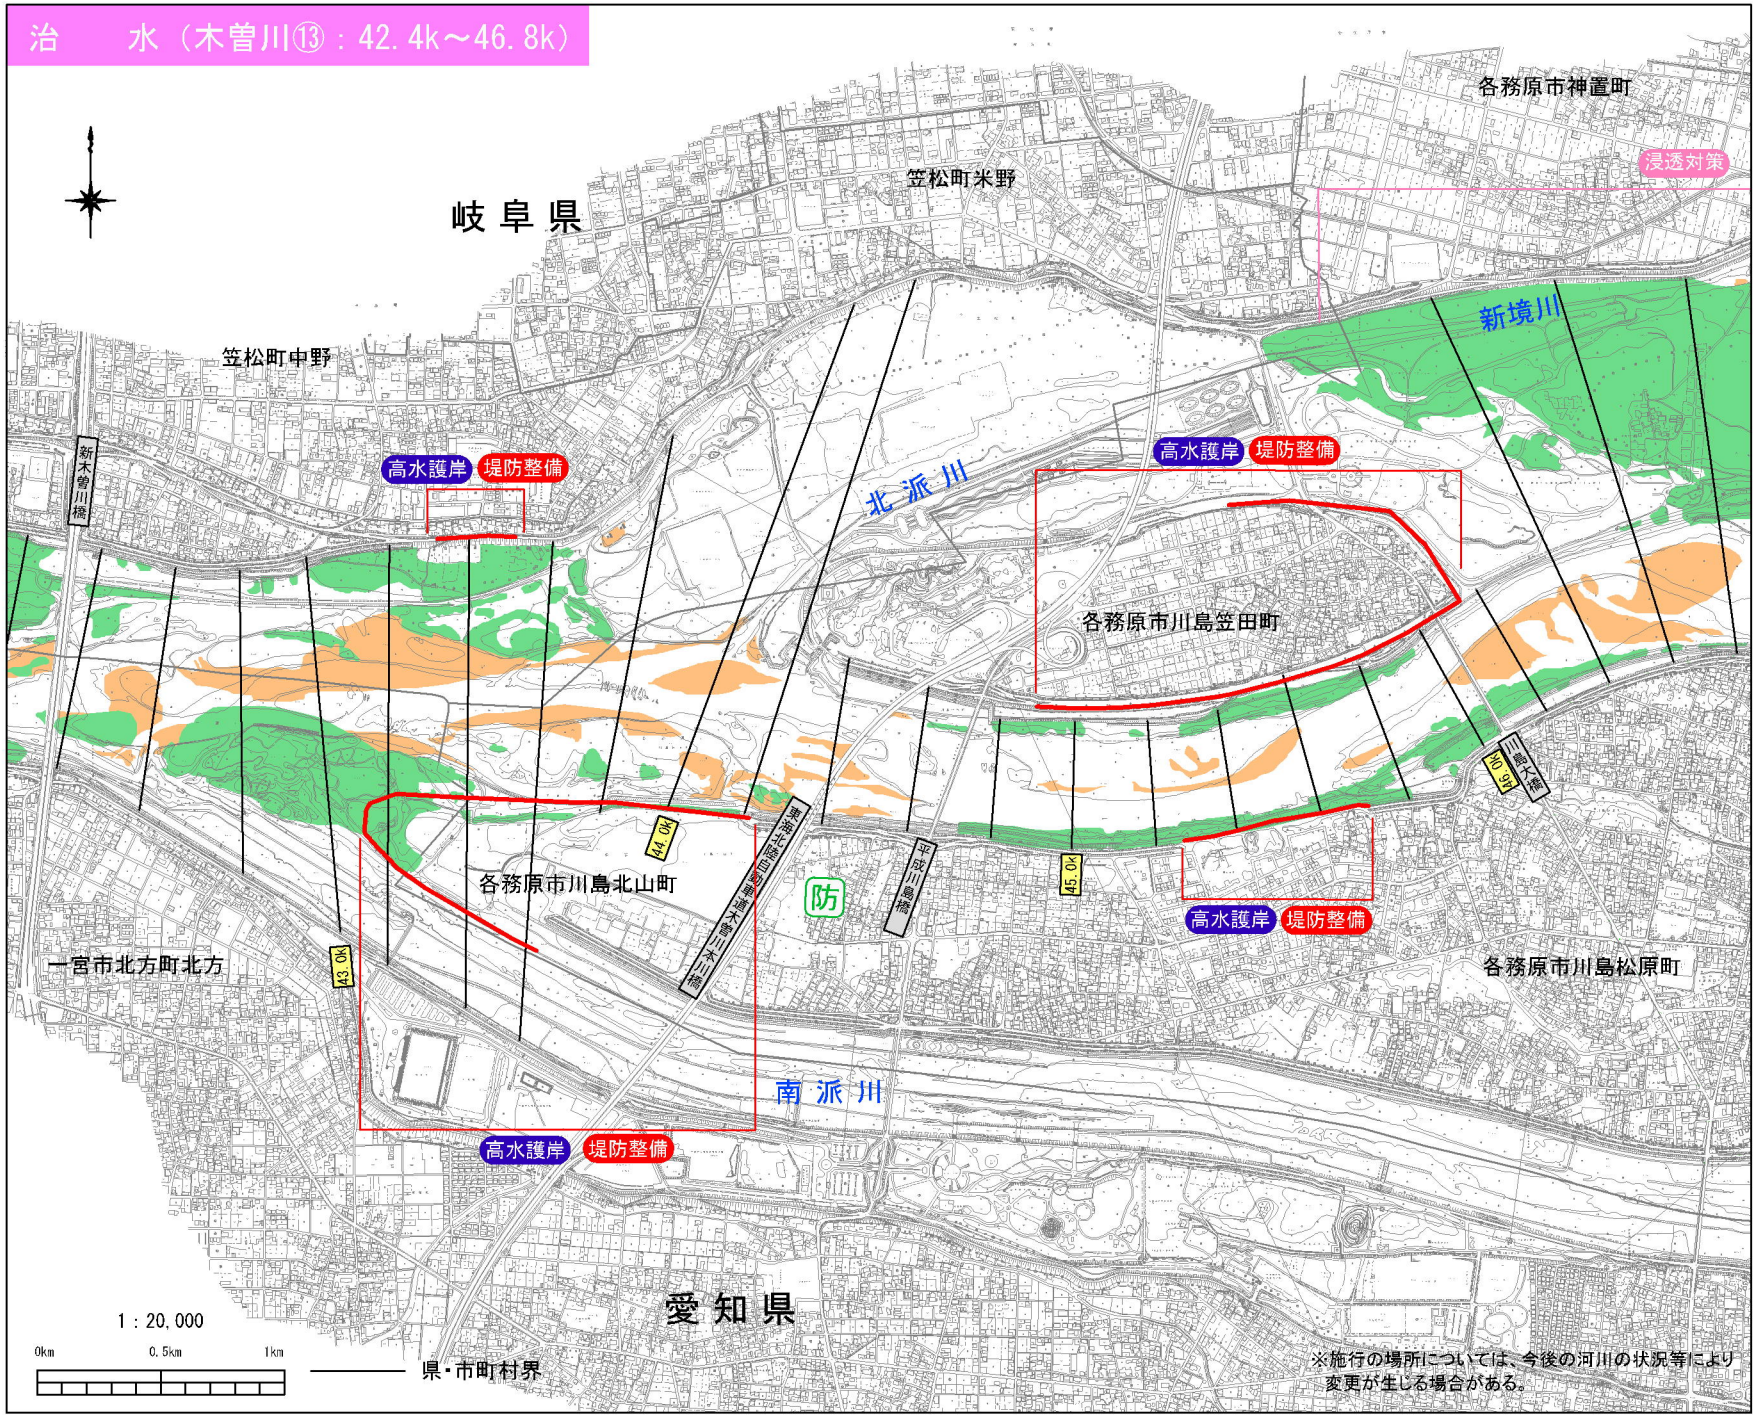 治 水（木曽川⑬：42.4k～46.8k）
各務原市神置町
浸透対策
笠松町米野
岐阜県
新境川
笠松町中野
新木曽川橋
高水護岸 堤防整備
高水護岸 堤防整備
北派川
各務原市川島笠田町
川島大橋
46.0K
44.0K
東海北陸自動車道木曽川本川橋
平成川島橋
45.0k
防
各務原市川島北山町
高水護岸 堤防整備
43.0K
一宮市北方町北方
各務原市川島松原町
南派川
高水護岸 堤防整備
愛知県
1：20,000
0km 0.5km 1km
県・市町村界
※施行の場所については、今後の河川の状況等により
変更が生じる場合がある。